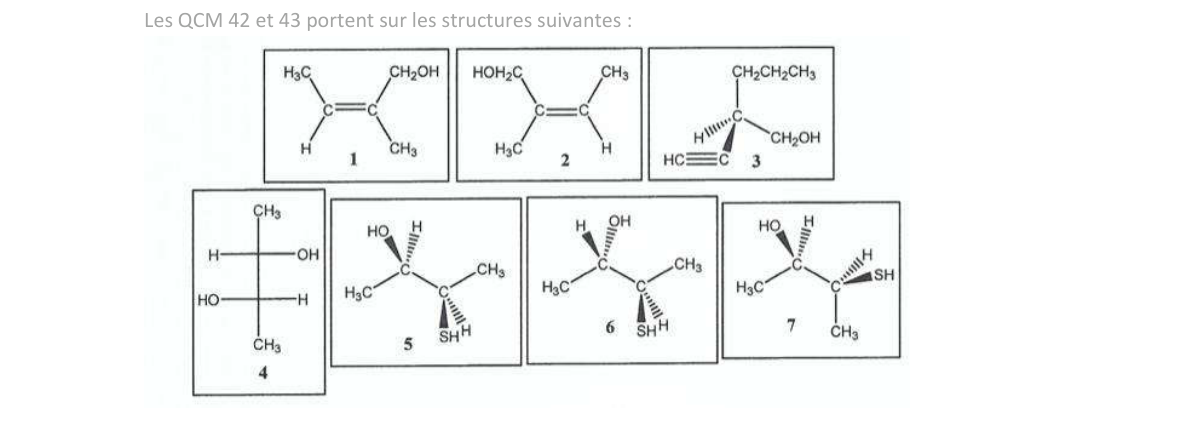 Les QCM 42 et 43 portent sur les structures suivantes :
H3C CH2OH HOH2C CH3 CH2CH2CH3
C C C C C
H CH2OH
H CH3 H3C H HC C
1 2 3
CH3
HO H H OH HO H
H OH C CH3 C CH3 C H
SH
HO H H3C C H3C C H3C C
SH H SH H
CH3 5 6 7 CH3
4